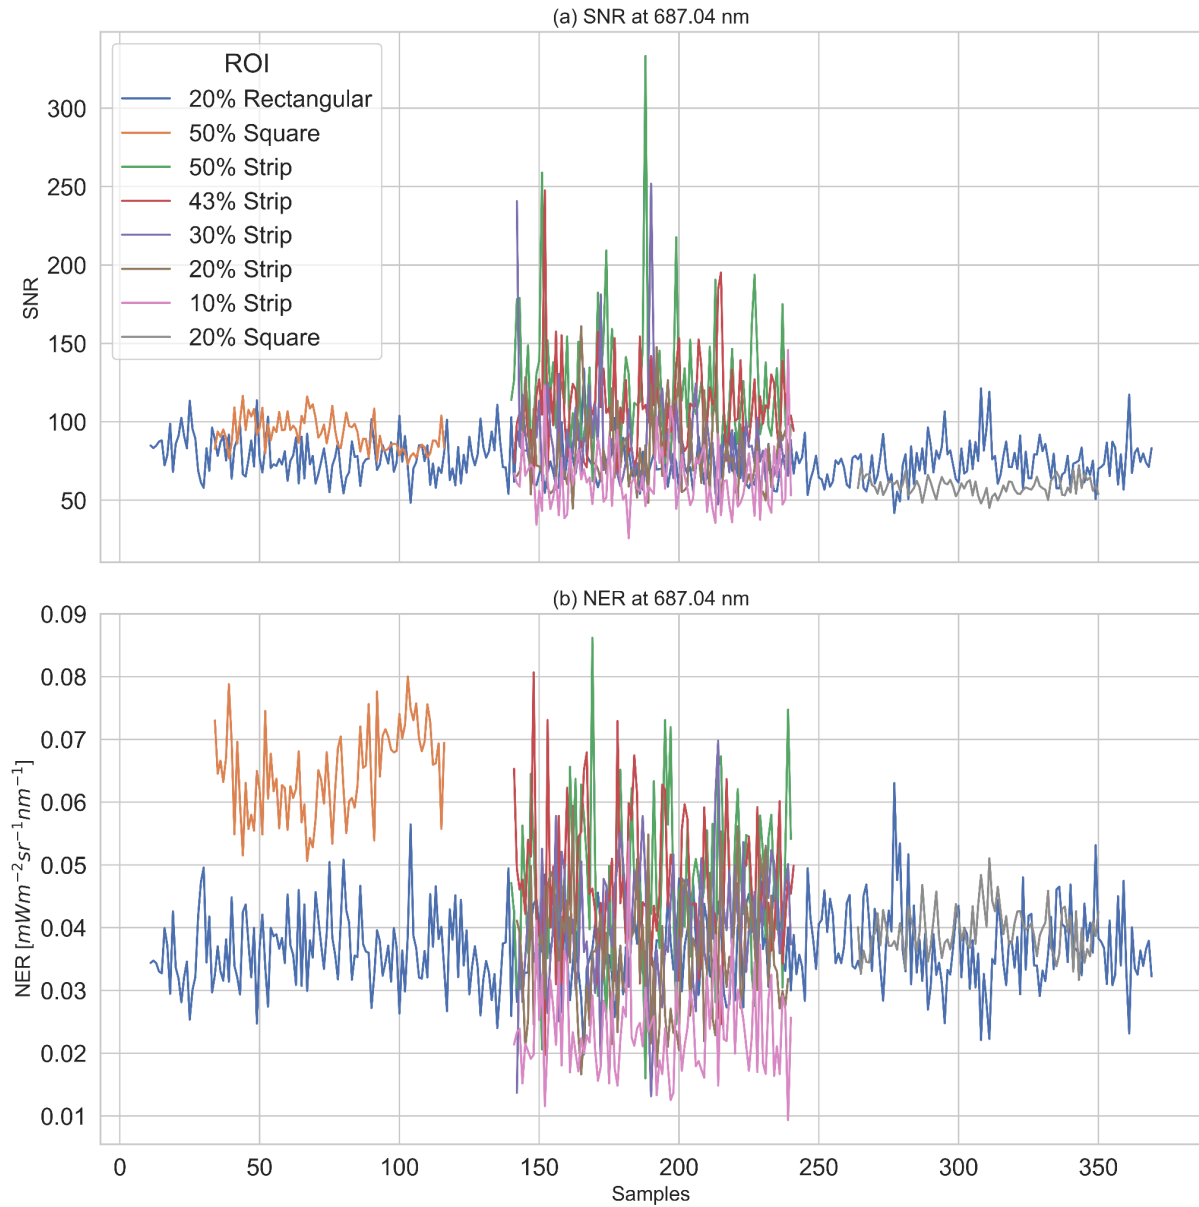 (a) SNR at 687.04 nm
ROI
20% Rectangular
50% Square
50% Strip
43% Strip
30% Strip
20% Strip
10% Strip
20% Square
SNR
300
250
200
150
100
50
(b) NER at 687.04 nm
NER [mWm⁻²sr⁻¹nm⁻¹]
0.09
0.08
0.07
0.06
0.05
0.04
0.03
0.02
0.01
0 50 100 150 200 250 300 350
Samples